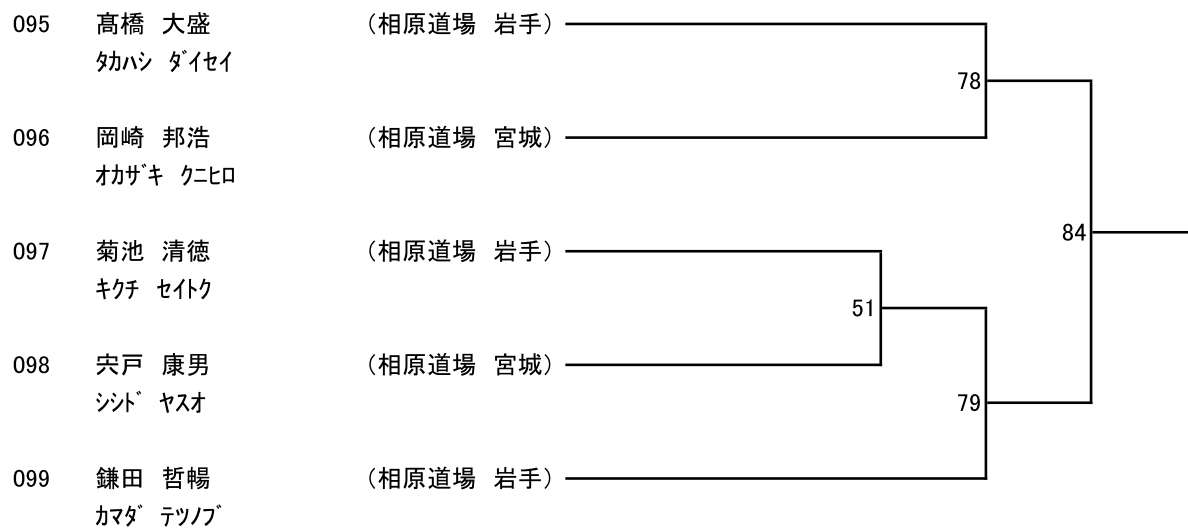 095 髙橋 大盛 （相原道場 岩手）
ﾀｶﾊｼ ﾀﾞｲｾｲ
78
096 岡崎 邦浩 （相原道場 宮城）
ｵｶｻﾞｷ ｸﾆﾋﾛ
84
097 菊池 清徳 （相原道場 岩手）
ｷｸﾁ ｾｲﾄｸ
51
098 宍戸 康男 （相原道場 宮城）
ｼｼﾄﾞ ﾔｽｵ
79
099 鎌田 哲暢 （相原道場 岩手）
ｶﾏﾀﾞ ﾃﾂﾉﾌﾞ